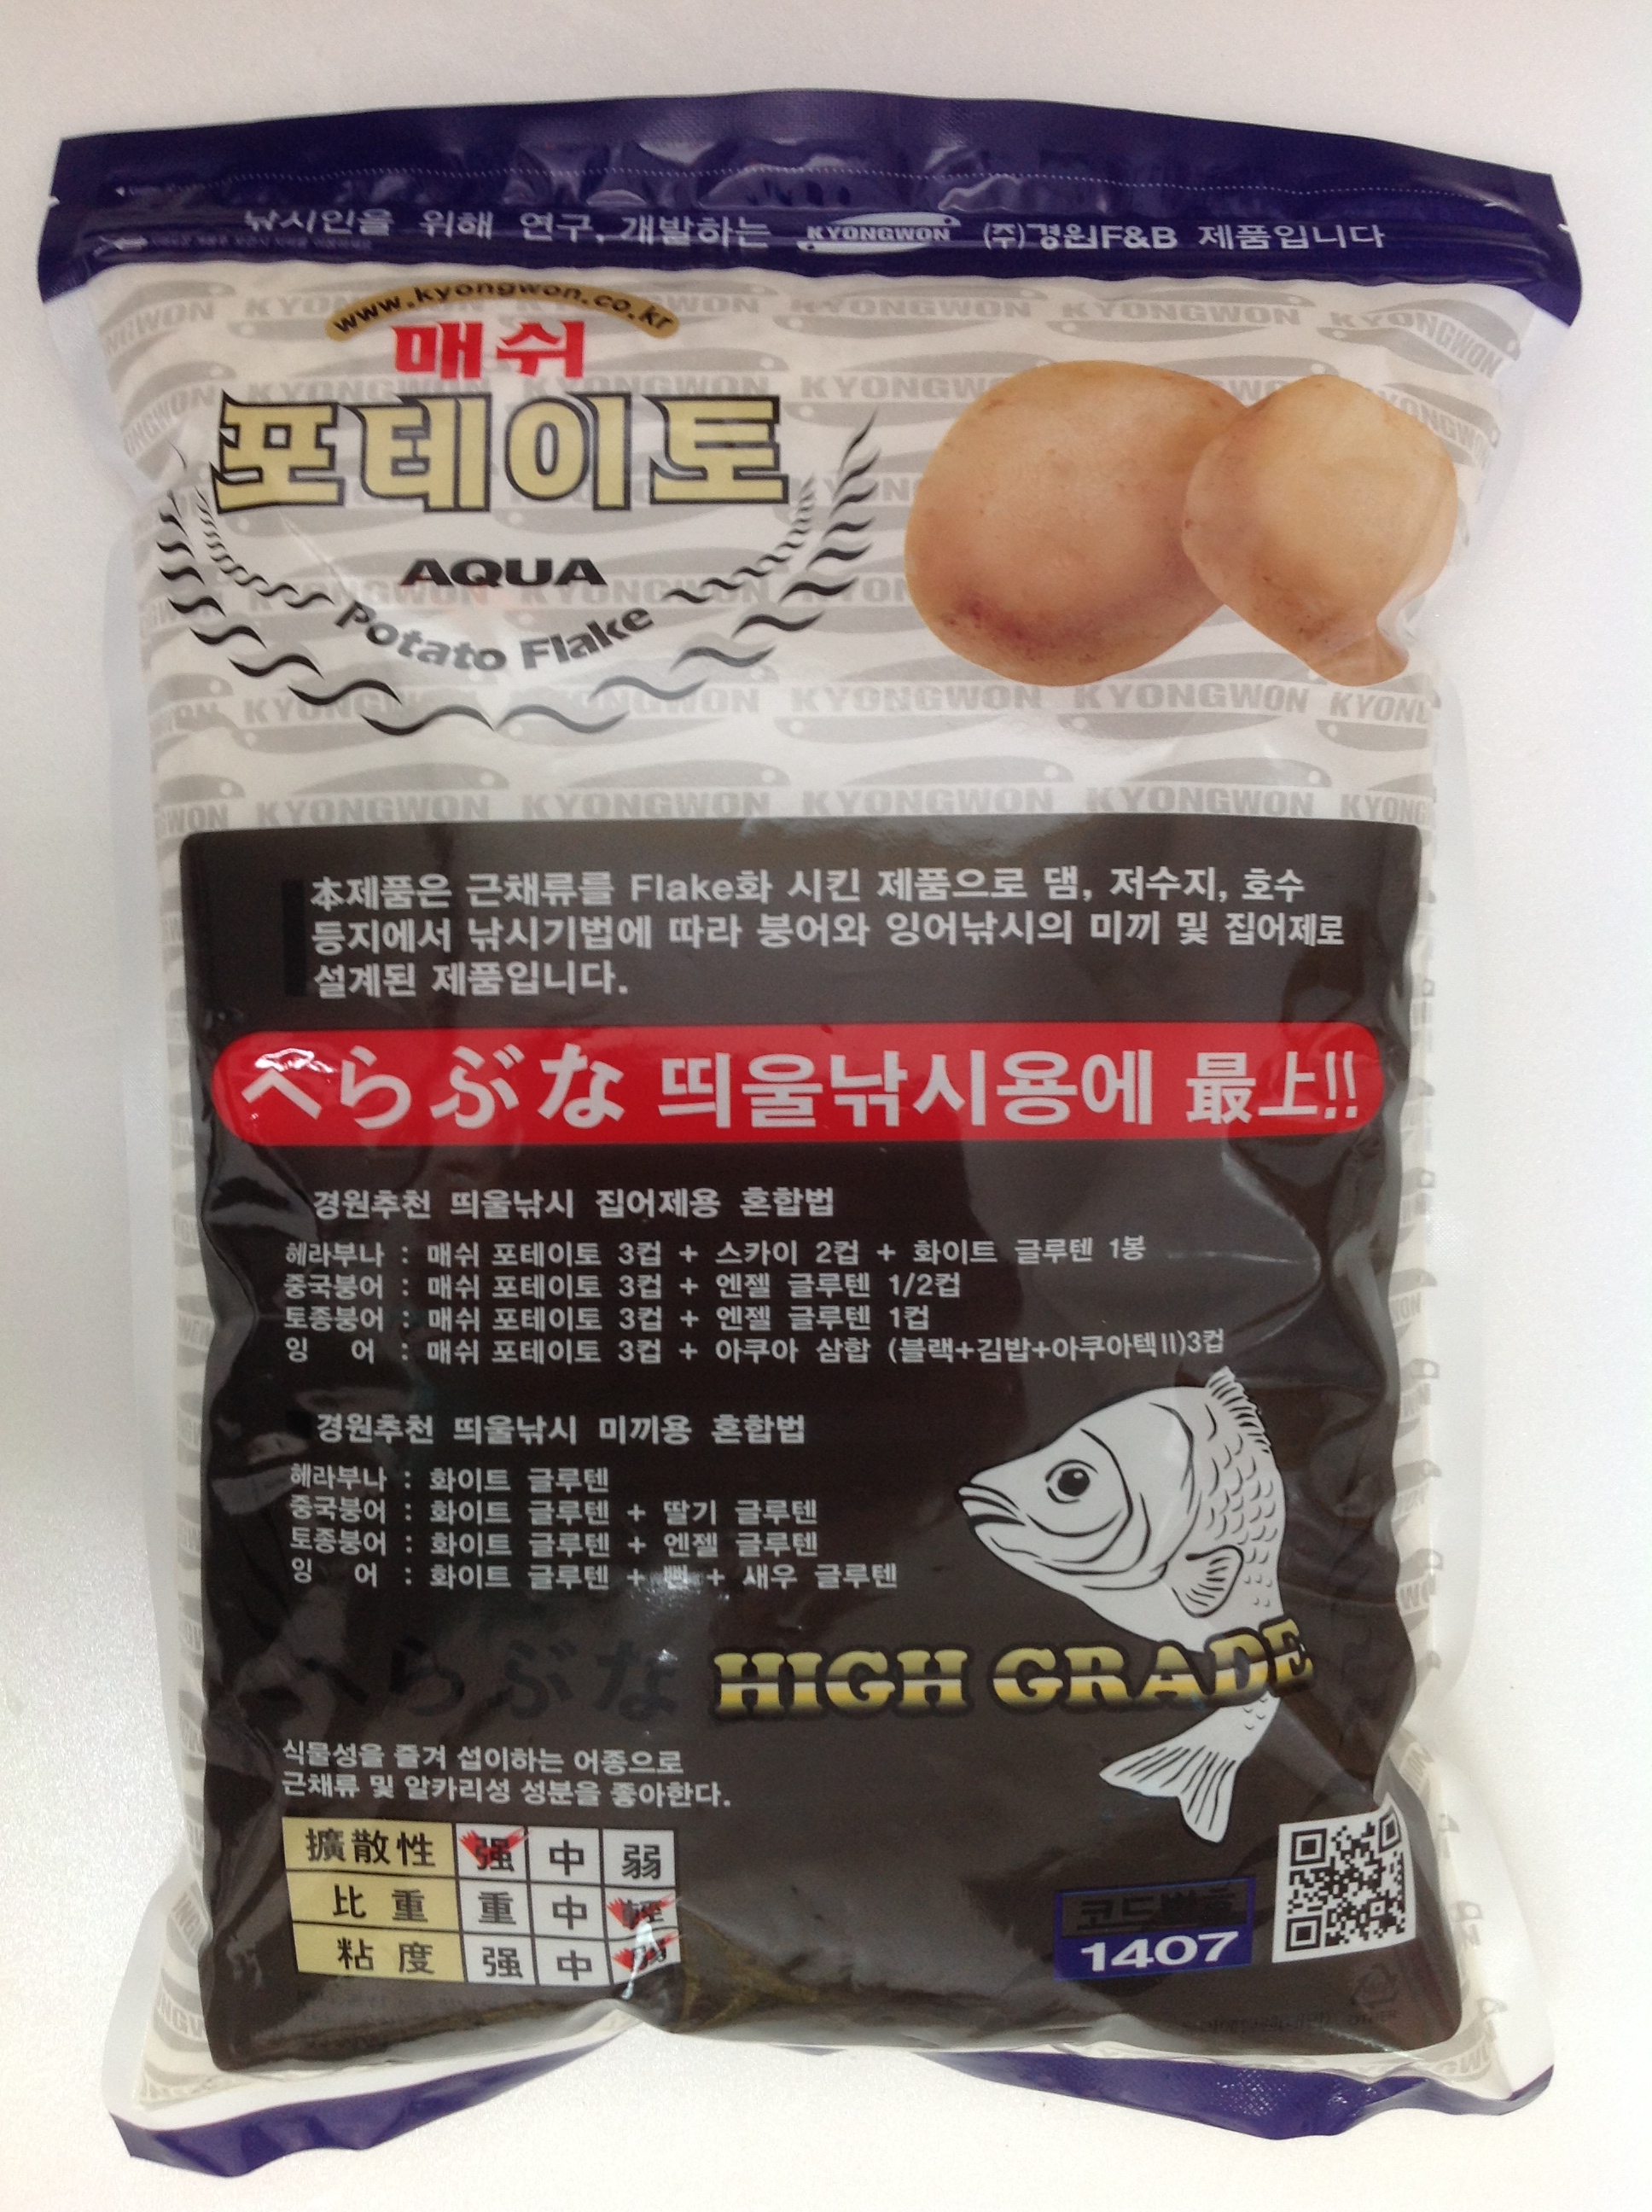 낚시인을 위해 연구, 개발하는 KYONGWON (주)경원F&B 제품입니다
www.kyongwon.co.kr
매쉬
포테이토
AQUA
Potato Flake
本제품은 근채류를 Flake화 시킨 제품으로 댐, 저수지, 호수
등지에서 낚시기법에 따라 붕어와 잉어낚시의 미끼 및 집어제로
설계된 제품입니다.
へらぶな 띄울낚시용에 最上!!
경원추천 띄울낚시 집어제용 혼합법
헤라부나 : 매쉬 포테이토 3컵 + 스카이 2컵 + 화이트 글루텐 1봉
중국붕어 : 매쉬 포테이토 3컵 + 엔젤 글루텐 1/2컵
토종붕어 : 매쉬 포테이토 3컵 + 엔젤 글루텐 1컵
잉 어 : 매쉬 포테이토 3컵 + 아쿠아 삼합 (블랙+김밥+아쿠아텍II)3컵
경원추천 띄울낚시 미끼용 혼합법
헤라부나 : 화이트 글루텐
중국붕어 : 화이트 글루텐 + 딸기 글루텐
토종붕어 : 화이트 글루텐 + 엔젤 글루텐
잉 어 : 화이트 글루텐 + + 새우 글루텐
へらぶな HIGH GRADE
식물성을 즐겨 섭이하는 어종으로
근채류 및 알카리성 성분을 좋아한다.
擴散性 强 中 弱
比重 重 中 輕
粘度 强 中 弱
코드번호
1407